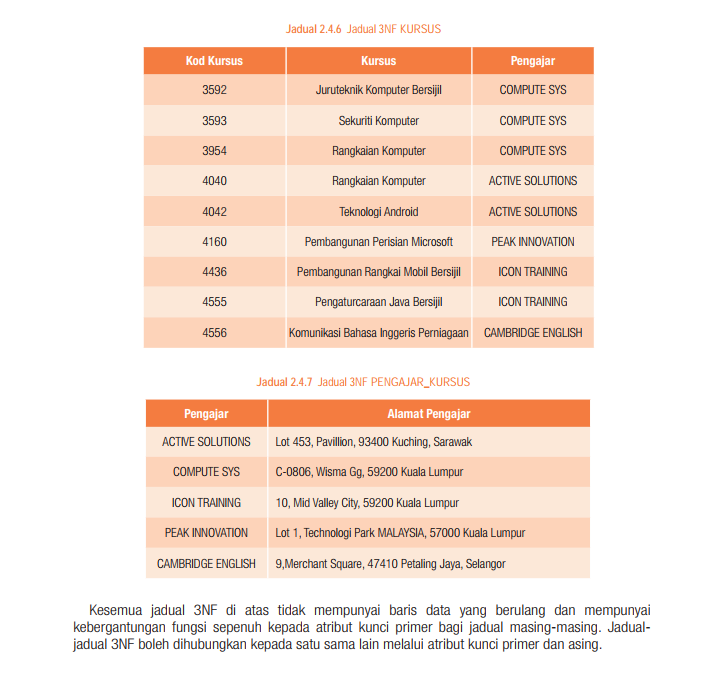 Jadual 2.4.6 Jadual 3NF KURSUS
Kod Kursus Kursus Pengajar
3592 Juruteknik Komputer Bersijil COMPUTE SYS
3593 Sekuriti Komputer COMPUTE SYS
3954 Rangkaian Komputer COMPUTE SYS
4040 Rangkaian Komputer ACTIVE SOLUTIONS
4042 Teknologi Android ACTIVE SOLUTIONS
4160 Pembangunan Perisian Microsoft PEAK INNOVATION
4436 Pembangunan Rangkai Mobil Bersijil ICON TRAINING
4555 Pengaturcaraan Java Bersijil ICON TRAINING
4556 Komunikasi Bahasa Inggeris Perniagaan CAMBRIDGE ENGLISH
Jadual 2.4.7 Jadual 3NF PENGAJAR_KURSUS
Pengajar Alamat Pengajar
ACTIVE SOLUTIONS Lot 453, Pavillion, 93400 Kuching, Sarawak
COMPUTE SYS C-0806, Wisma Gg, 59200 Kuala Lumpur
ICON TRAINING 10, Mid Valley City, 59200 Kuala Lumpur
PEAK INNOVATION Lot 1, Technologi Park MALAYSIA, 57000 Kuala Lumpur
CAMBRIDGE ENGLISH 9,Merchant Square, 47410 Petaling Jaya, Selangor
Kesemua jadual 3NF di atas tidak mempunyai baris data yang berulang dan mempunyai
kebergantungan fungsi sepenuh kepada atribut kunci primer bagi jadual masing-masing. Jadual-
jadual 3NF boleh dihubungkan kepada satu sama lain melalui atribut kunci primer dan asing.